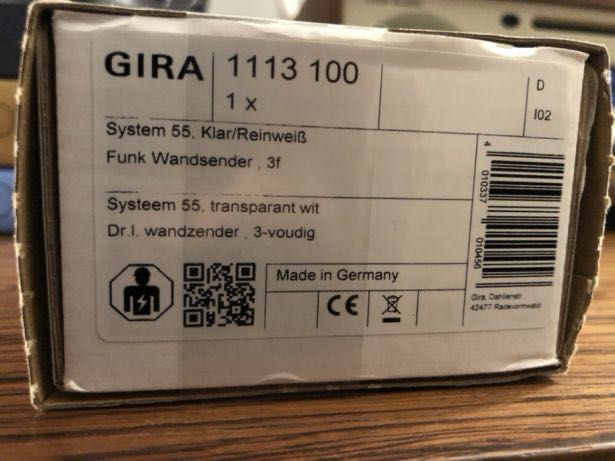 GIRA 1113 100
1 x
D
I02
System 55, Klar/Reinweiß
Funk Wandsender , 3f
Systeem 55, transparant wit
Dr.l. wandzender , 3-voudig
Made in Germany
CE
4 010337 010456
Gira, Dahlienstr.
42477 Radevormwald